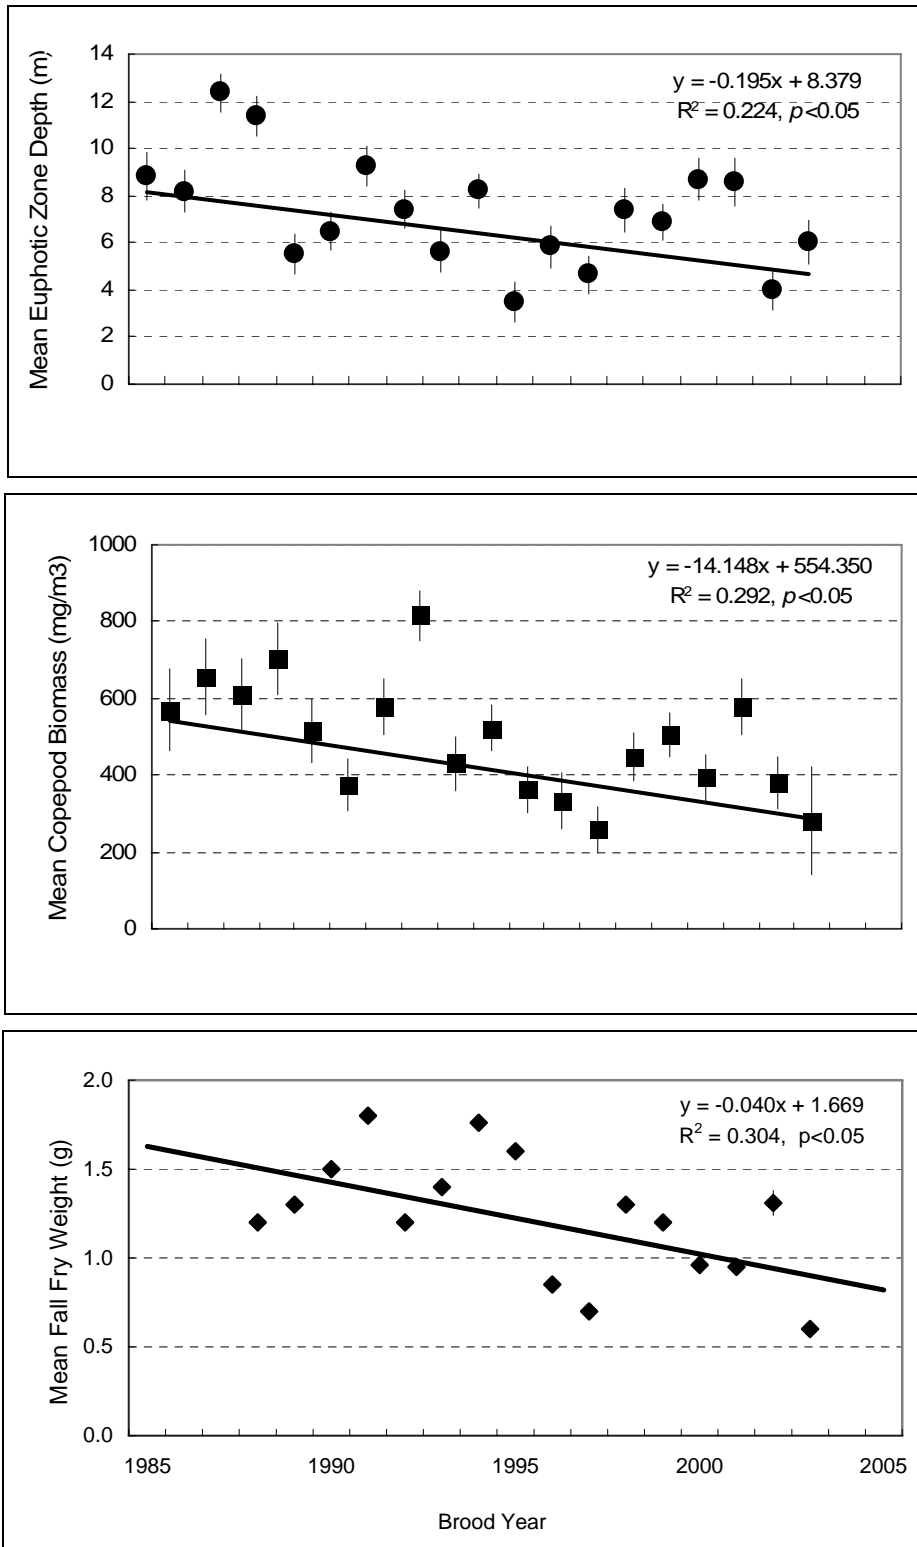 Mean Euphotic Zone Depth (m)
14
12
10
8
6
4
2
0
y = -0.195x + 8.379
R² = 0.224, p<0.05
Mean Copepod Biomass (mg/m3)
1000
800
600
400
200
0
y = -14.148x + 554.350
R² = 0.292, p<0.05
Mean Fall Fry Weight (g)
2.0
1.5
1.0
0.5
0.0
y = -0.040x + 1.669
R² = 0.304, p<0.05
1985 1990 1995 2000 2005
Brood Year